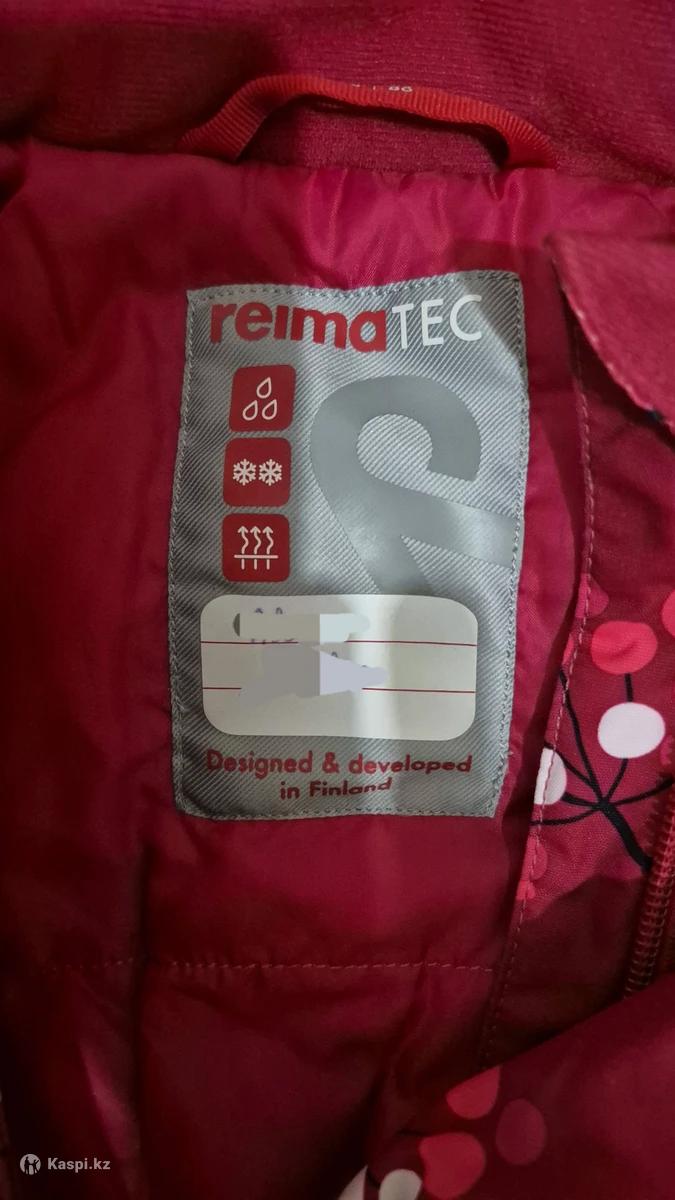 reimaTEC
Designed & developed
in Finland
Kaspi.kz